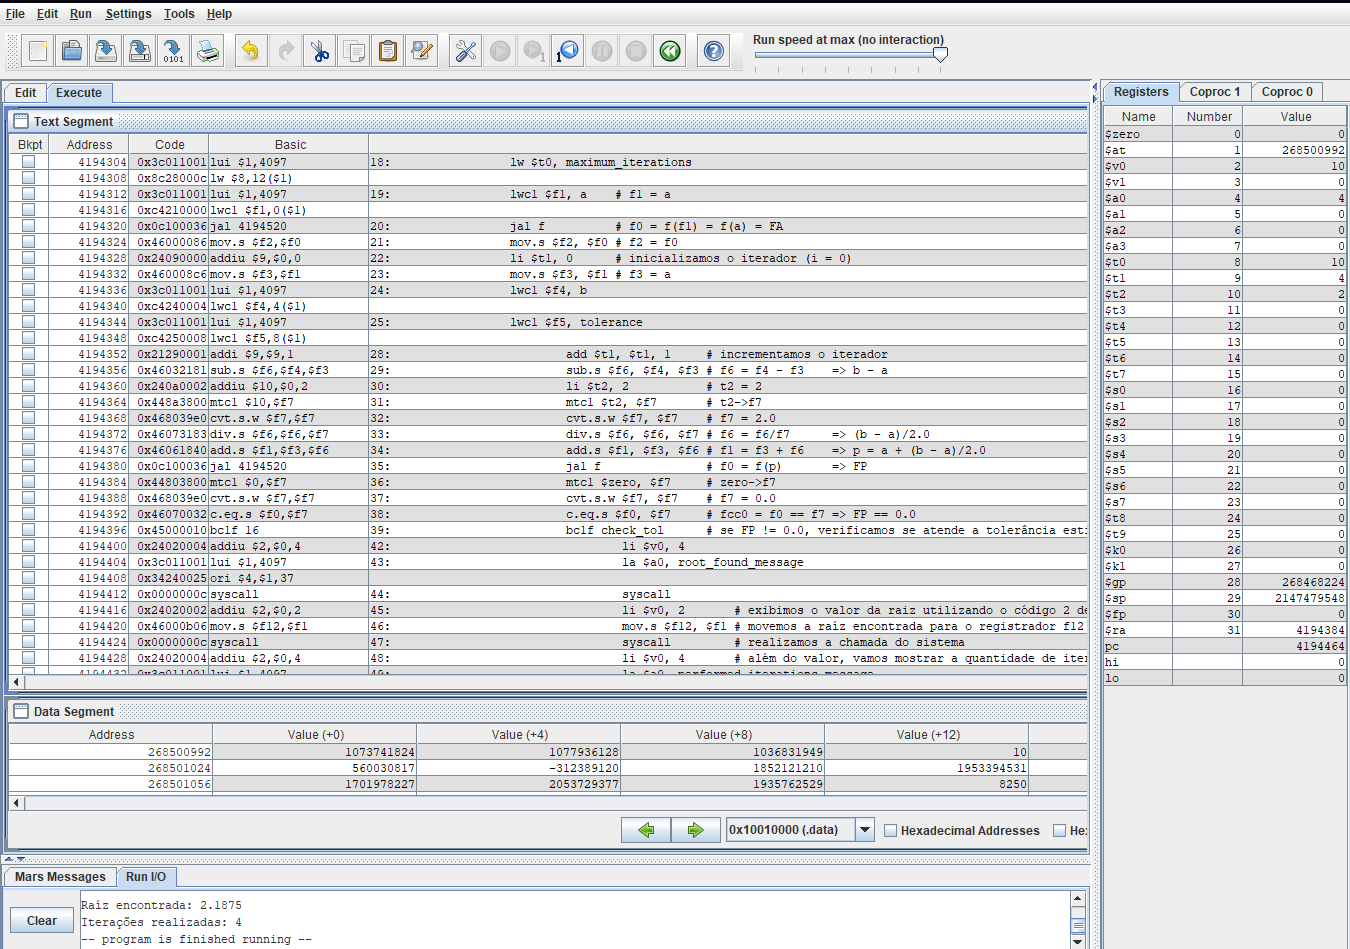 File Edit Run Settings Tools Help
Run speed at max (no interaction)
Edit Execute
Text Segment
Bkpt Address Code Basic
4194304 0x3c011001 lui $1,4097 18: lw $t0, maximum_iterations
4194308 0x8c28000c lw $8,12($1)
4194312 0x3c011001 lui $1,4097 19: lwc1 $f1, a # f1 = a
4194316 0xc4210000 lwc1 $f1,0($1)
4194320 0x0c100036 jal 4194520 20: jal f # f0 = f(f1) = f(a) = FA
4194324 0x46000086 mov.s $f2,$f0 21: mov.s $f2, $f0 # f2 = f0
4194328 0x24090000 addiu $9,$0,0 22: li $t1, 0 # inicializamos o iterador (i = 0)
4194332 0x460008c6 mov.s $f3,$f1 23: mov.s $f3, $f1 # f3 = a
4194336 0x3c011001 lui $1,4097 24: lwc1 $f4, b
4194340 0xc4240004 lwc1 $f4,4($1)
4194344 0x3c011001 lui $1,4097 25: lwc1 $f5, tolerance
4194348 0xc4250008 lwc1 $f5,8($1)
4194352 0x21290001 addi $9,$9,1 28: add $t1, $t1, 1 # incrementamos o iterador
4194356 0x46032181 sub.s $f6,$f4,$f3 29: sub.s $f6, $f4, $f3 # f6 = f4 - f3 => b - a
4194360 0x240a0002 addiu $10,$0,2 30: li $t2, 2 # t2 = 2
4194364 0x448a3800 mtc1 $10,$f7 31: mtc1 $t2, $f7 # t2->f7
4194368 0x468039e0 cvt.s.w $f7,$f7 32: cvt.s.w $f7, $f7 # f7 = 2.0
4194372 0x46073183 div.s $f6,$f6,$f7 33: div.s $f6, $f6, $f7 # f6 = f6/f7 => (b - a)/2.0
4194376 0x46061840 add.s $f1,$f3,$f6 34: add.s $f1, $f3, $f6 # f1 = f3 + f6 => p = a + (b - a)/2.0
4194380 0x0c100036 jal 4194520 35: jal f # f0 = f(p) => FP
4194384 0x44803800 mtc1 $0,$f7 36: mtc1 $zero, $f7 # zero->f7
4194388 0x468039e0 cvt.s.w $f7,$f7 37: cvt.s.w $f7, $f7 # f7 = 0.0
4194392 0x46070032 c.eq.s $f0,$f7 38: c.eq.s $f0, $f7 # fcc0 = f0 == f7 => FP == 0.0
4194396 0x45000010 bc1f 16 39: bc1f check_tol # se FP != 0.0, verificamos se atende a tolerância esti
4194400 0x24020004 addiu $2,$0,4 42: li $v0, 4
4194404 0x3c011001 lui $1,4097 43: la $a0, root_found_message
4194408 0x34240025 ori $4,$1,37
4194412 0x0000000c syscall 44: syscall
4194416 0x24020002 addiu $2,$0,2 45: li $v0, 2 # exibimos o valor da raiz utilizando o código 2 de
4194420 0x46000b06 mov.s $f12,$f1 46: mov.s $f12, $f1 # movemos a raíz encontrada para o registrador f12
4194424 0x0000000c syscall 47: syscall # realizamos a chamada do sistema
4194428 0x24020004 addiu $2,$0,4 48: li $v0, 4 # além do valor, vamos mostrar a quantidade de iter
4194432 0x3c011001 lui $1,4097 49: la $a0, performed_iterations_message
Data Segment
Address Value (+0) Value (+4) Value (+8) Value (+12)
268500992 1073741824 1077936128 1036831949 10
268501024 560030817 -312389120 1852121210 1953394531
268501056 1701978227 2053729377 1935762529 8250
0x10010000 (.data) Hexadecimal Addresses He
Mars Messages Run I/O
Clear
Raíz encontrada: 2.1875
Iterações realizadas: 4
-- program is finished running --
Registers Coproc 1 Coproc 0
Name Number Value
$zero 0 0
$at 1 268500992
$v0 2 10
$v1 3 0
$a0 4 4
$a1 5 0
$a2 6 0
$a3 7 0
$t0 8 10
$t1 9 4
$t2 10 2
$t3 11 0
$t4 12 0
$t5 13 0
$t6 14 0
$t7 15 0
$s0 16 0
$s1 17 0
$s2 18 0
$s3 19 0
$s4 20 0
$s5 21 0
$s6 22 0
$s7 23 0
$t8 24 0
$t9 25 0
$k0 26 0
$k1 27 0
$gp 28 268468224
$sp 29 2147479548
$fp 30 0
$ra 31 4194384
pc 4194464
hi 0
lo 0